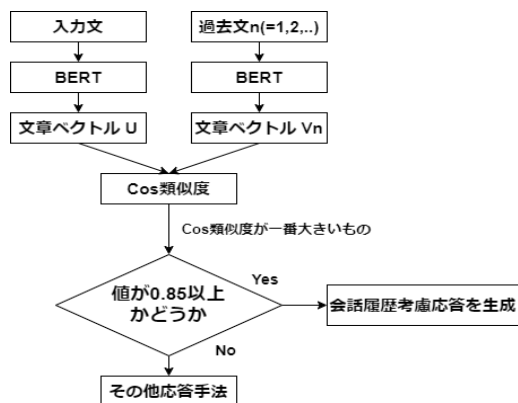 入力文
過去文n(=1,2,..)
BERT
BERT
文章ベクトル U
文章ベクトル Vn
Cos類似度
Cos類似度が一番大きいもの
値が0.85以上
かどうか
Yes
会話履歴考慮応答を生成
No
その他応答手法